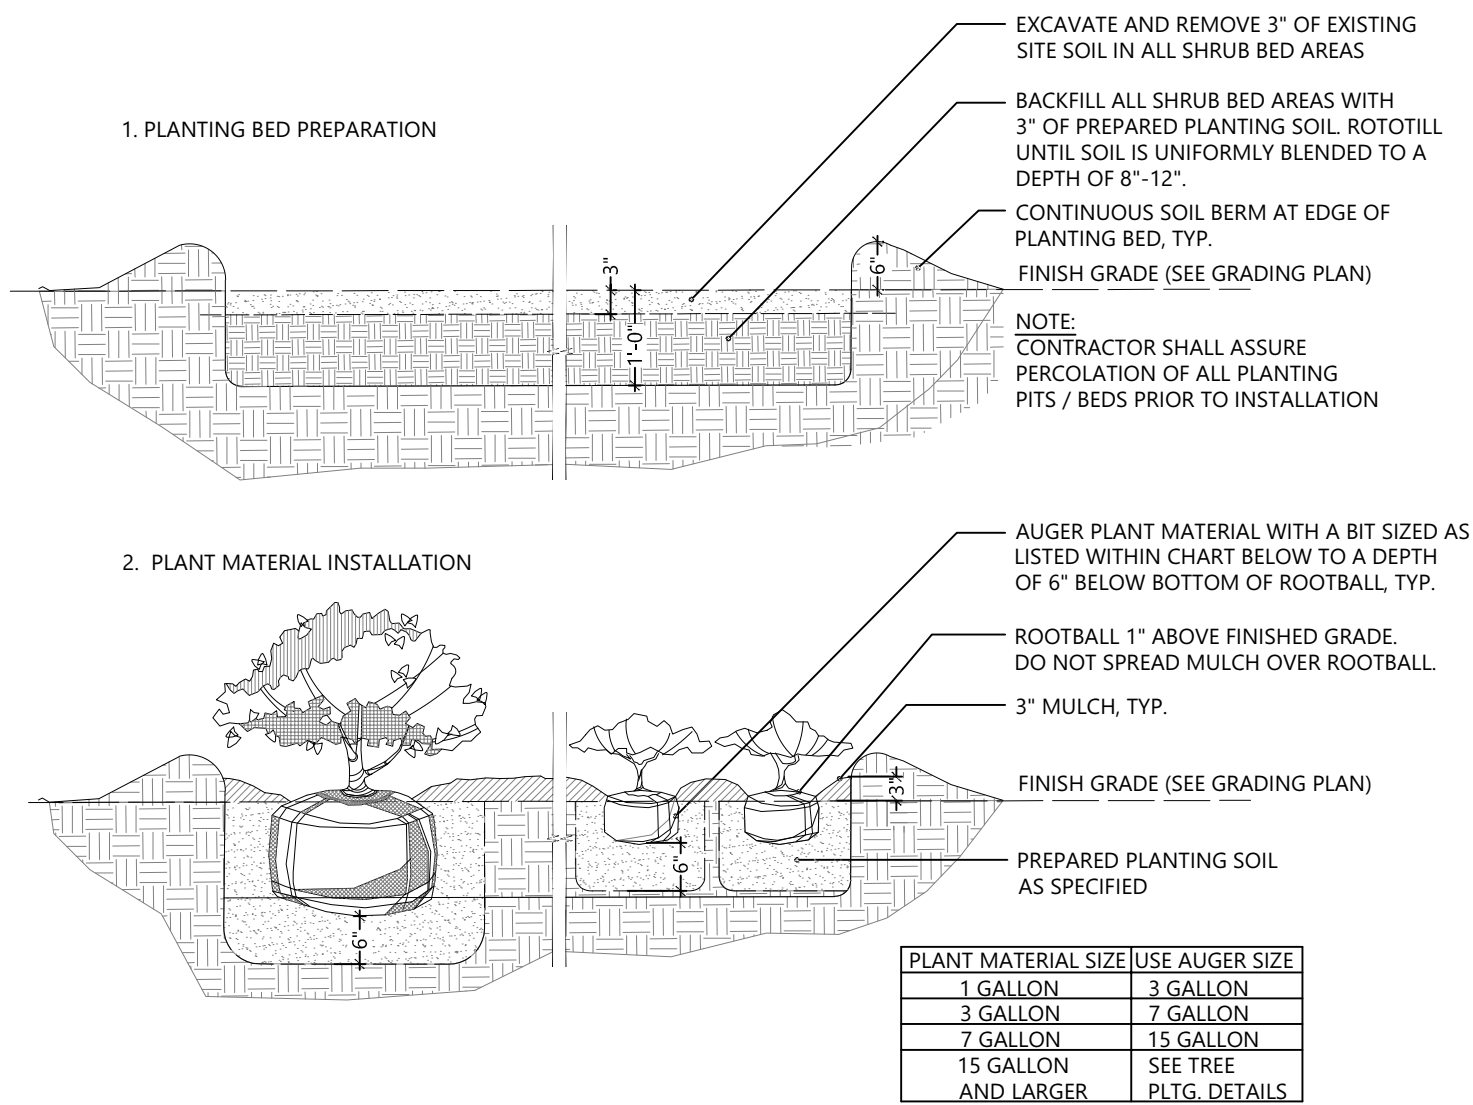 EXCAVATE AND REMOVE 3" OF EXISTING
SITE SOIL IN ALL SHRUB BED AREAS
1. PLANTING BED PREPARATION
BACKFILL ALL SHRUB BED AREAS WITH
3" OF PREPARED PLANTING SOIL. ROTOTILL
UNTIL SOIL IS UNIFORMLY BLENDED TO A
DEPTH OF 8"-12".
CONTINUOUS SOIL BERM AT EDGE OF
PLANTING BED, TYP.
3"
6"
1'-0"
FINISH GRADE (SEE GRADING PLAN)
NOTE:
CONTRACTOR SHALL ASSURE
PERCOLATION OF ALL PLANTING
PITS / BEDS PRIOR TO INSTALLATION
2. PLANT MATERIAL INSTALLATION
AUGER PLANT MATERIAL WITH A BIT SIZED AS
LISTED WITHIN CHART BELOW TO A DEPTH
OF 6" BELOW BOTTOM OF ROOTBALL, TYP.
ROOTBALL 1" ABOVE FINISHED GRADE.
DO NOT SPREAD MULCH OVER ROOTBALL.
3" MULCH, TYP.
3"
FINISH GRADE (SEE GRADING PLAN)
6"
6"
PREPARED PLANTING SOIL
AS SPECIFIED
PLANT MATERIAL SIZE USE AUGER SIZE
1 GALLON 3 GALLON
3 GALLON 7 GALLON
7 GALLON 15 GALLON
15 GALLON SEE TREE
AND LARGER PLTG. DETAILS